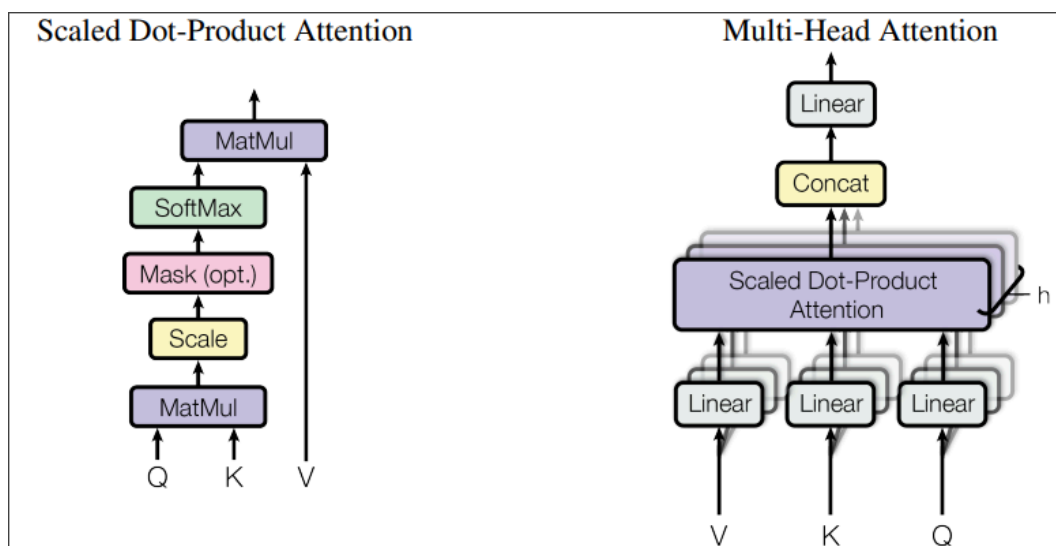 Scaled Dot-Product Attention
MatMul
SoftMax
Mask (opt.)
Scale
MatMul
Q K V
Multi-Head Attention
Linear
Concat
Scaled Dot-Product
Attention
h
Linear Linear Linear
V K Q